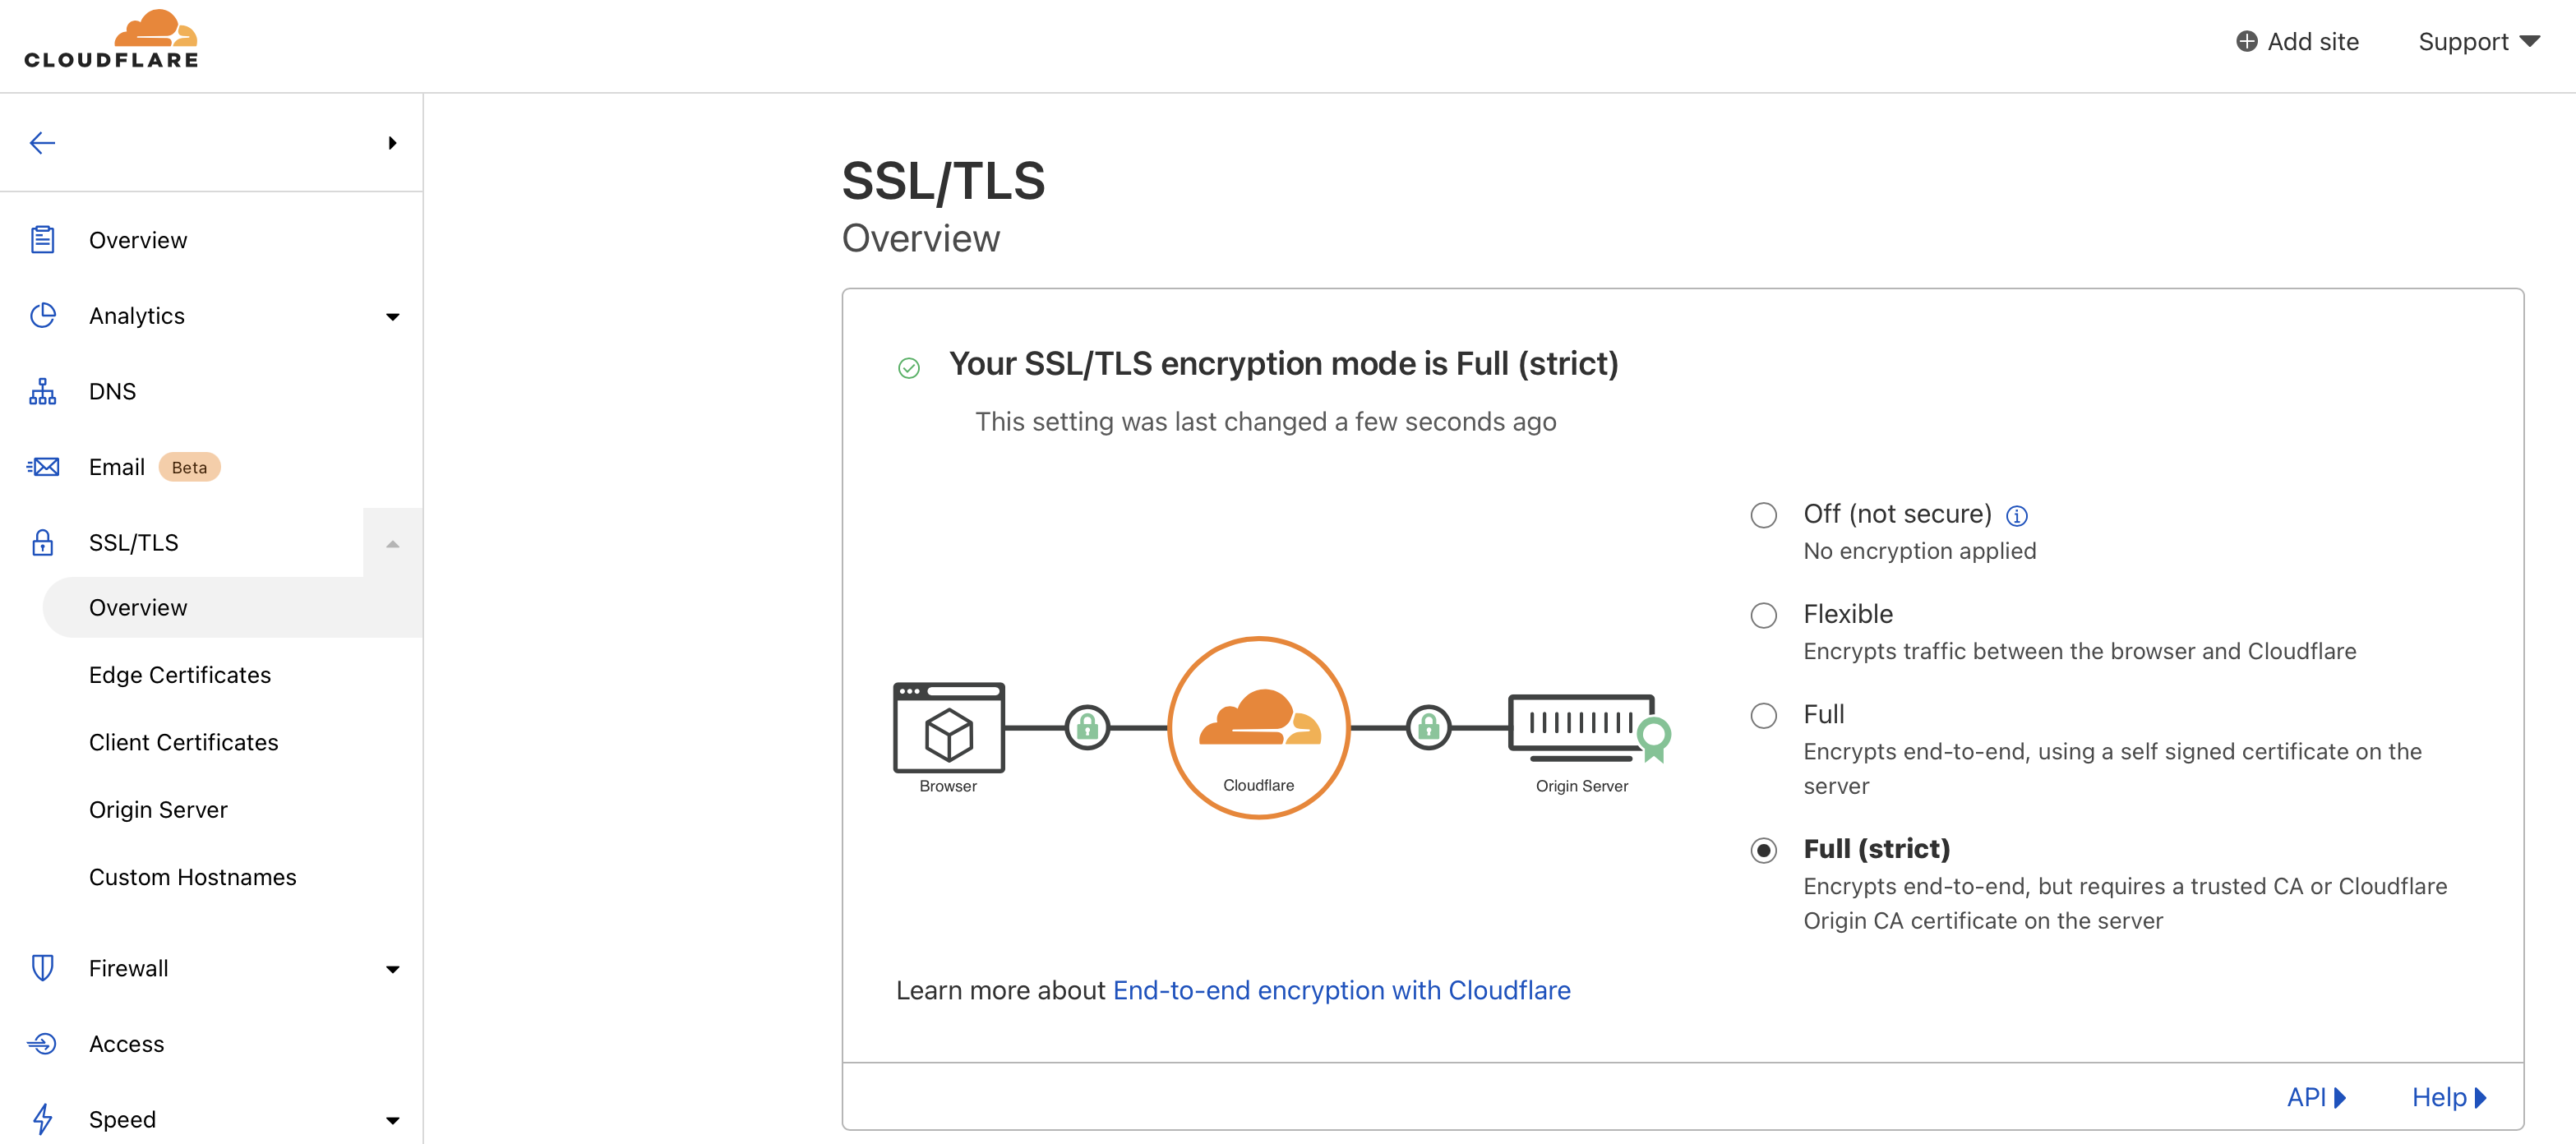 CLOUDFLARE
Add site
Support
Overview
Analytics
DNS
Email Beta
SSL/TLS
Overview
Edge Certificates
Client Certificates
Origin Server
Custom Hostnames
Firewall
Access
Speed
SSL/TLS
Overview
Your SSL/TLS encryption mode is Full (strict)
This setting was last changed a few seconds ago
Browser
Cloudflare
Origin Server
Off (not secure)
No encryption applied
Flexible
Encrypts traffic between the browser and Cloudflare
Full
Encrypts end-to-end, using a self signed certificate on the
server
Full (strict)
Encrypts end-to-end, but requires a trusted CA or Cloudflare
Origin CA certificate on the server
Learn more about End-to-end encryption with Cloudflare
API
Help